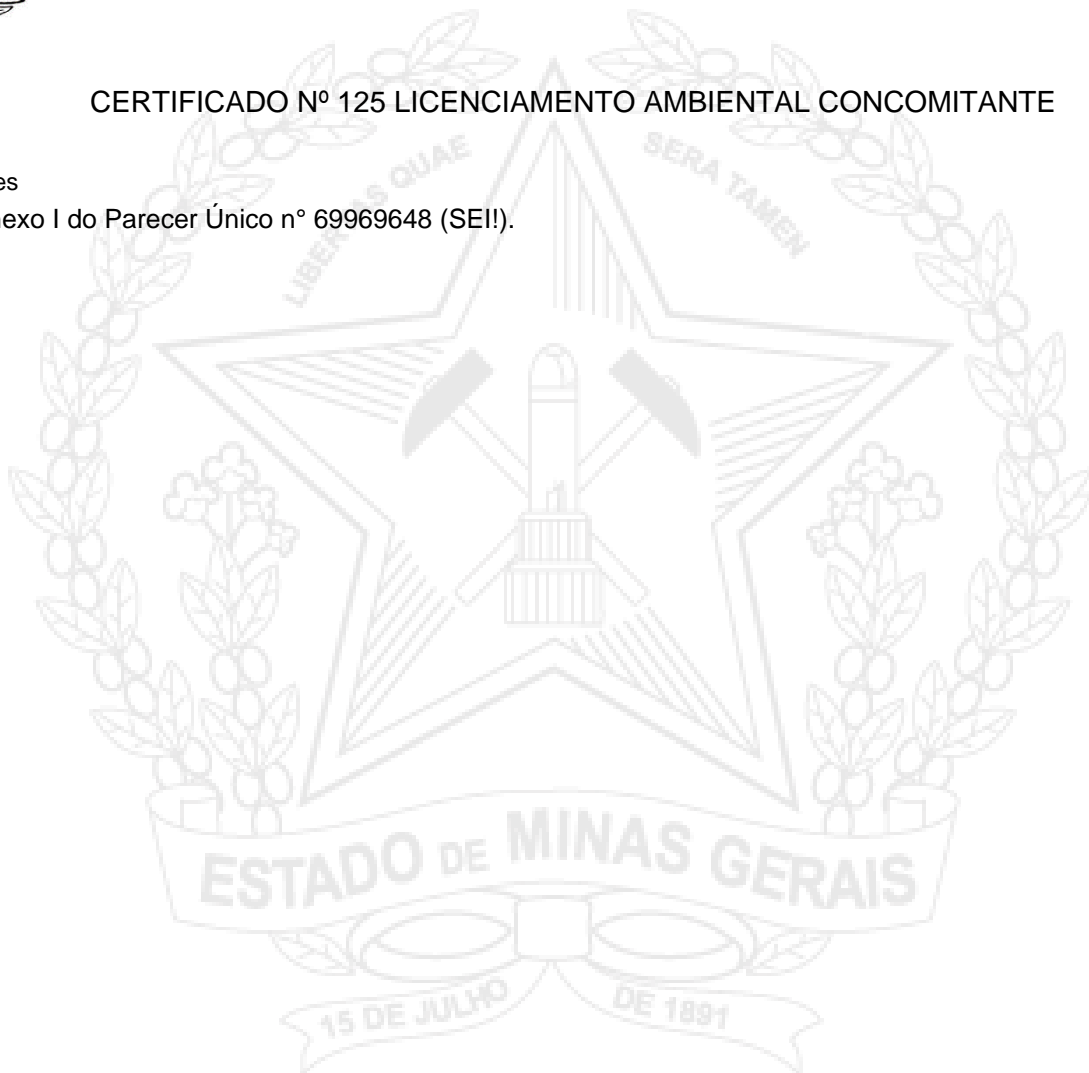 CERTIFICADO Nº 125 LICENCIAMENTO AMBIENTAL CONCOMITANTE
es
exo I do Parecer Único n° 69969648 (SEI!).
LIBERTAS QUAE SERA TAMEN
ESTADO DE MINAS GERAIS
15 DE JULHO DE 1891